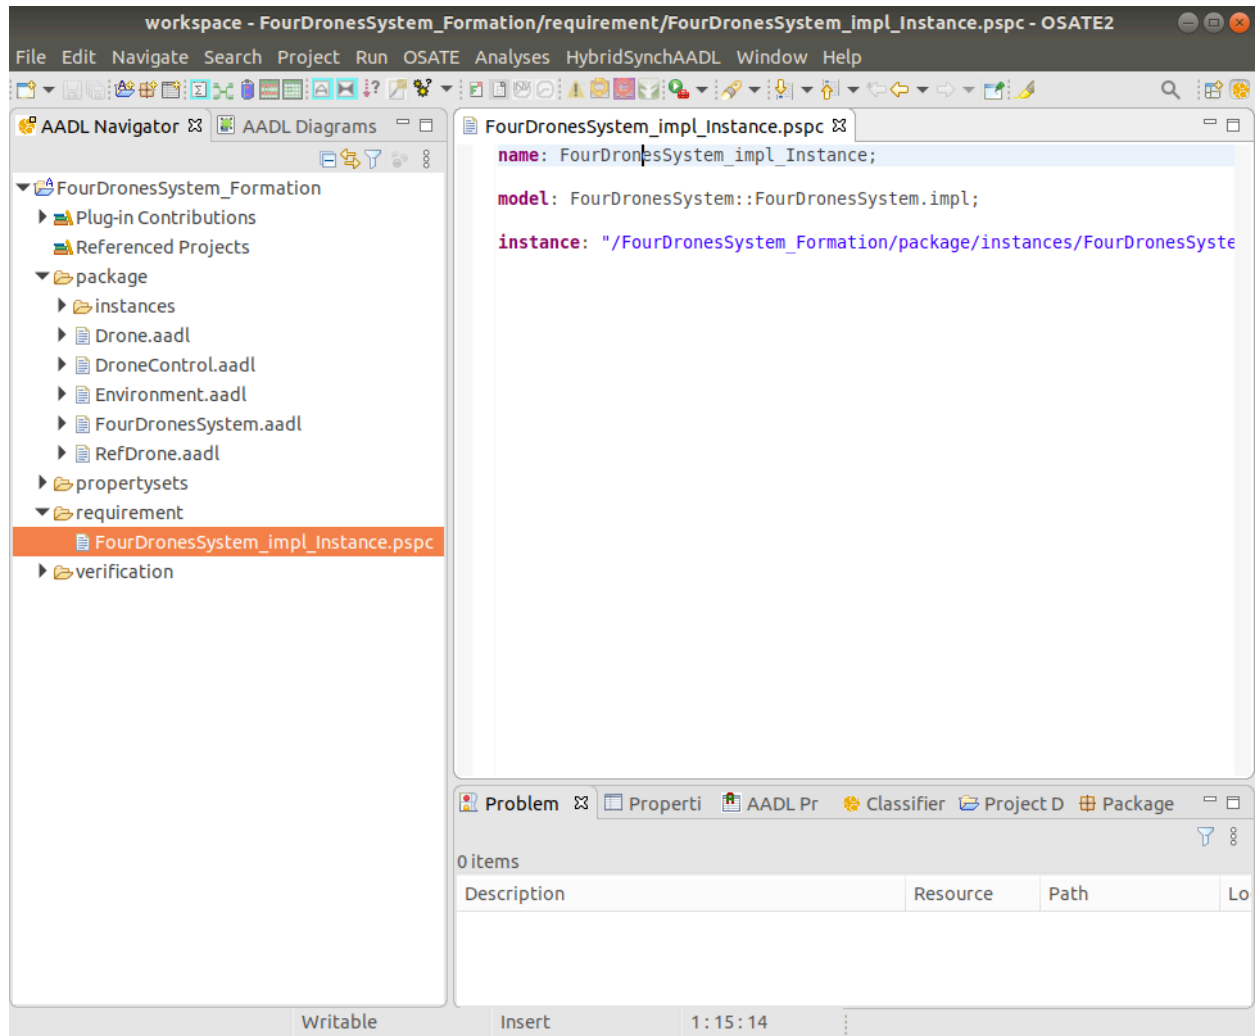 workspace - FourDronesSystem_Formation/requirement/FourDronesSystem_impl_Instance.pspc - OSATE2
File Edit Navigate Search Project Run OSATE Analyses HybridSynchAADL Window Help
AADL Navigator
AADL Diagrams
FourDronesSystem_Formation
Plug-in Contributions
Referenced Projects
package
instances
Drone.aadl
DroneControl.aadl
Environment.aadl
FourDronesSystem.aadl
RefDrone.aadl
propertysets
requirement
FourDronesSystem_impl_Instance.pspc
verification
FourDronesSystem_impl_Instance.pspc
name: FourDronesSystem_impl_Instance;
model: FourDronesSystem::FourDronesSystem.impl;
instance: "/FourDronesSystem_Formation/package/instances/FourDronesSyste
Problem Properti AADL Pr Classifier Project D Package
0 items
Description Resource Path Lo
Writable Insert 1 : 15 : 14